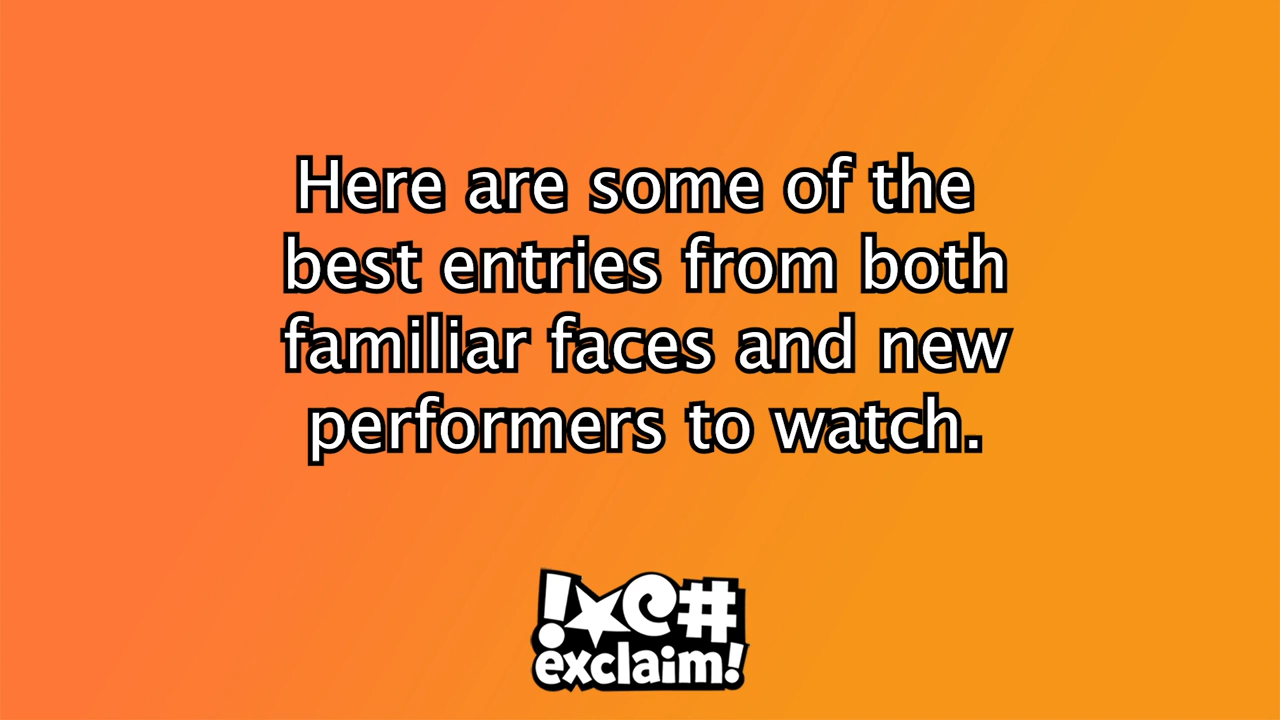 Here are some of the
best entries from both
familiar faces and new
performers to watch.
!★@#
exclaim!